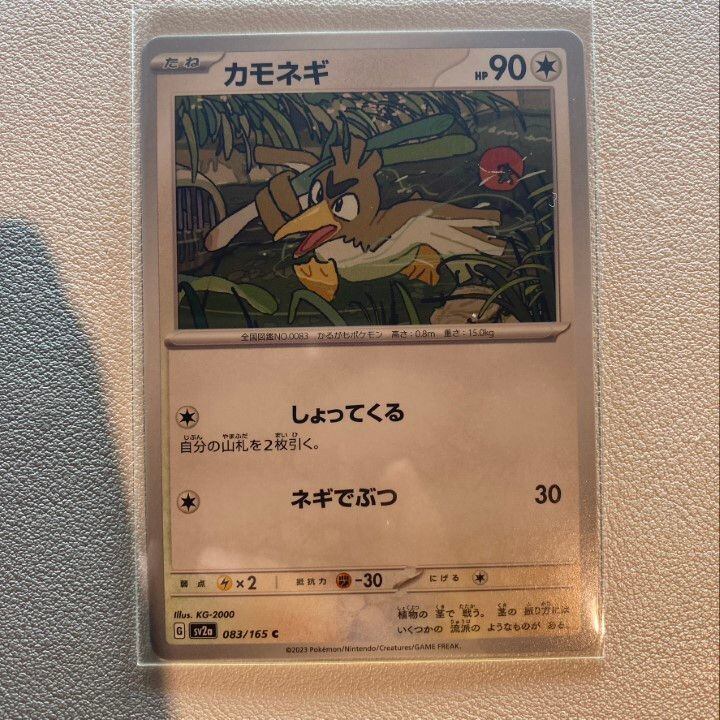 たね
カモネギ
HP 90
全国図鑑NO.0083 かるがもポケモン 高さ:0.8m 重さ:15.0kg
しょってくる
自分の山札を2枚引く。
ネギでぶつ 30
弱点 ×2 抵抗力 -30 にげる
Illus. KG-2000
植物の 茎で 戦う。 茎の 振り方には
いくつかの 流派の ようなものが ある。
G sv2a 083/165 C
©2023 Pokémon/Nintendo/Creatures/GAME FREAK.